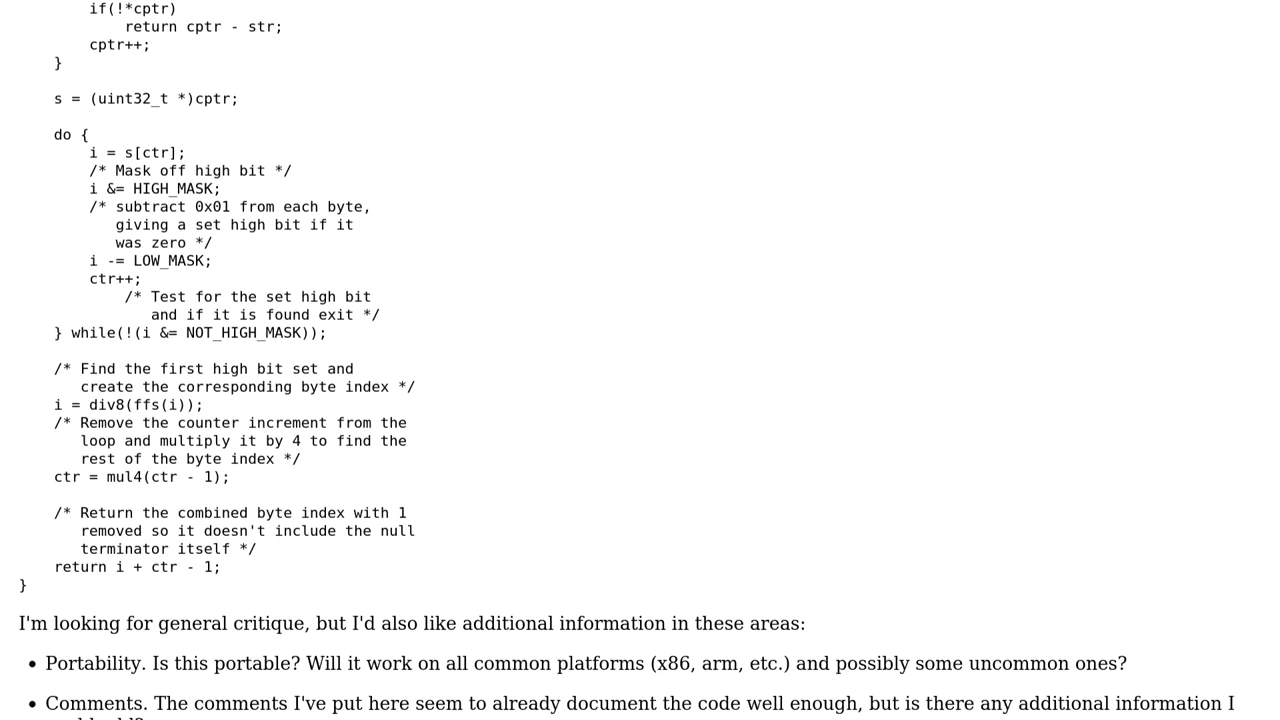 if(!*cptr)
return cptr - str;
cptr++;
}
s = (uint32_t *)cptr;
do {
i = s[ctr];
/* Mask off high bit */
i &= HIGH_MASK;
/* subtract 0x01 from each byte,
giving a set high bit if it
was zero */
i -= LOW_MASK;
ctr++;
/* Test for the set high bit
and if it is found exit */
} while(!(i &= NOT_HIGH_MASK));
/* Find the first high bit set and
create the corresponding byte index */
i = div8(ffs(i));
/* Remove the counter increment from the
loop and multiply it by 4 to find the
rest of the byte index */
ctr = mul4(ctr - 1);
/* Return the combined byte index with 1
removed so it doesn't include the null
terminator itself */
return i + ctr - 1;
}
I'm looking for general critique, but I'd also like additional information in these areas:
• Portability. Is this portable? Will it work on all common platforms (x86, arm, etc.) and possibly some uncommon ones?
• Comments. The comments I've put here seem to already document the code well enough, but is there any additional information I